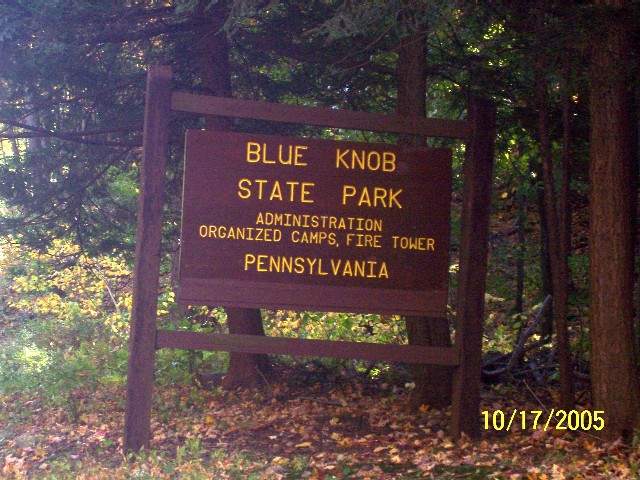 BLUE KNOB
STATE PARK
ADMINISTRATION
ORGANIZED CAMPS, FIRE TOWER
PENNSYLVANIA
10/17/2005